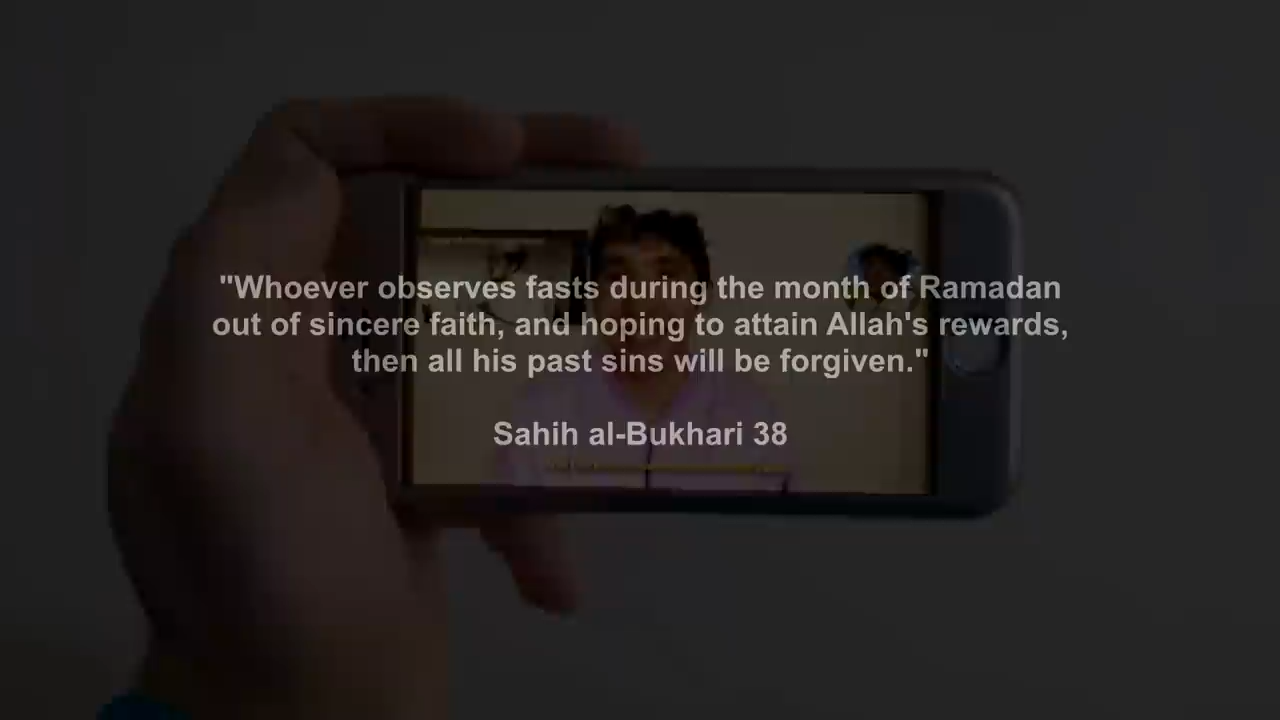 "Whoever observes fasts during the month of Ramadan
out of sincere faith, and hoping to attain Allah's rewards,
then all his past sins will be forgiven."
Sahih al-Bukhari 38